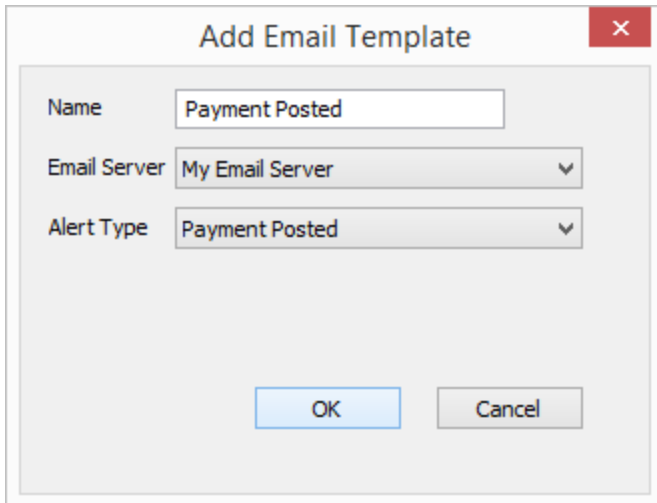 Add Email Template
Name Payment Posted
Email Server My Email Server
Alert Type Payment Posted
OK Cancel